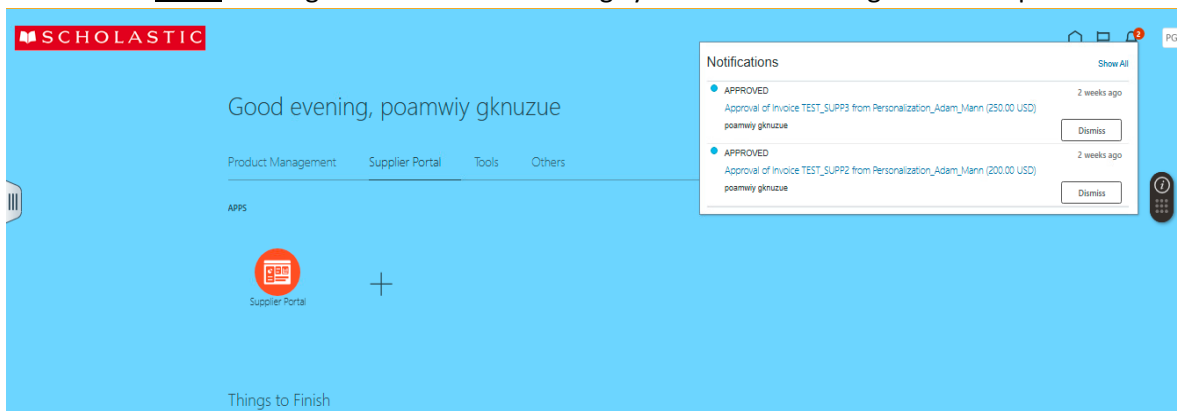 SCHOLASTIC
2
PG
Notifications
Show All
APPROVED
2 weeks ago
Approval of Invoice TEST_SUPP3 from Personalization_Adam_Mann (250.00 USD)
poamwiy gknuzue
Dismiss
APPROVED
2 weeks ago
Approval of Invoice TEST_SUPP2 from Personalization_Adam_Mann (200.00 USD)
poamwiy gknuzue
Dismiss
Good evening, poamwiy gknuzue
Product Management Supplier Portal Tools Others
APPS
Supplier Portal
Things to Finish